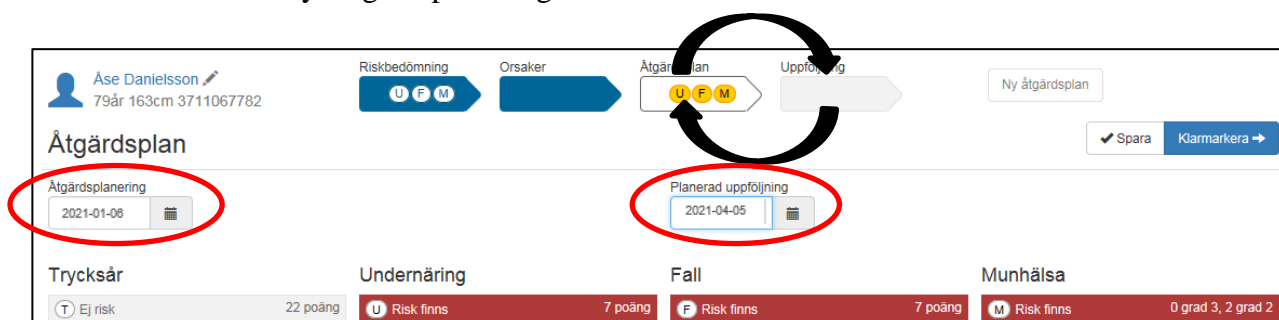 Åse Danielsson
79år 163cm 3711067782
Riskbedömning
U F M
Orsaker
Åtgärdsplan
U F M
Uppföljning
Ny åtgärdsplan
Åtgärdsplan
Spara
Klarmarkera
Åtgärdsplanering
2021-01-06
Planerad uppföljning
2021-04-05
Trycksår
T Ej risk 22 poäng
Undernäring
U Risk finns 7 poäng
Fall
F Risk finns 7 poäng
Munhälsa
M Risk finns 0 grad 3, 2 grad 2